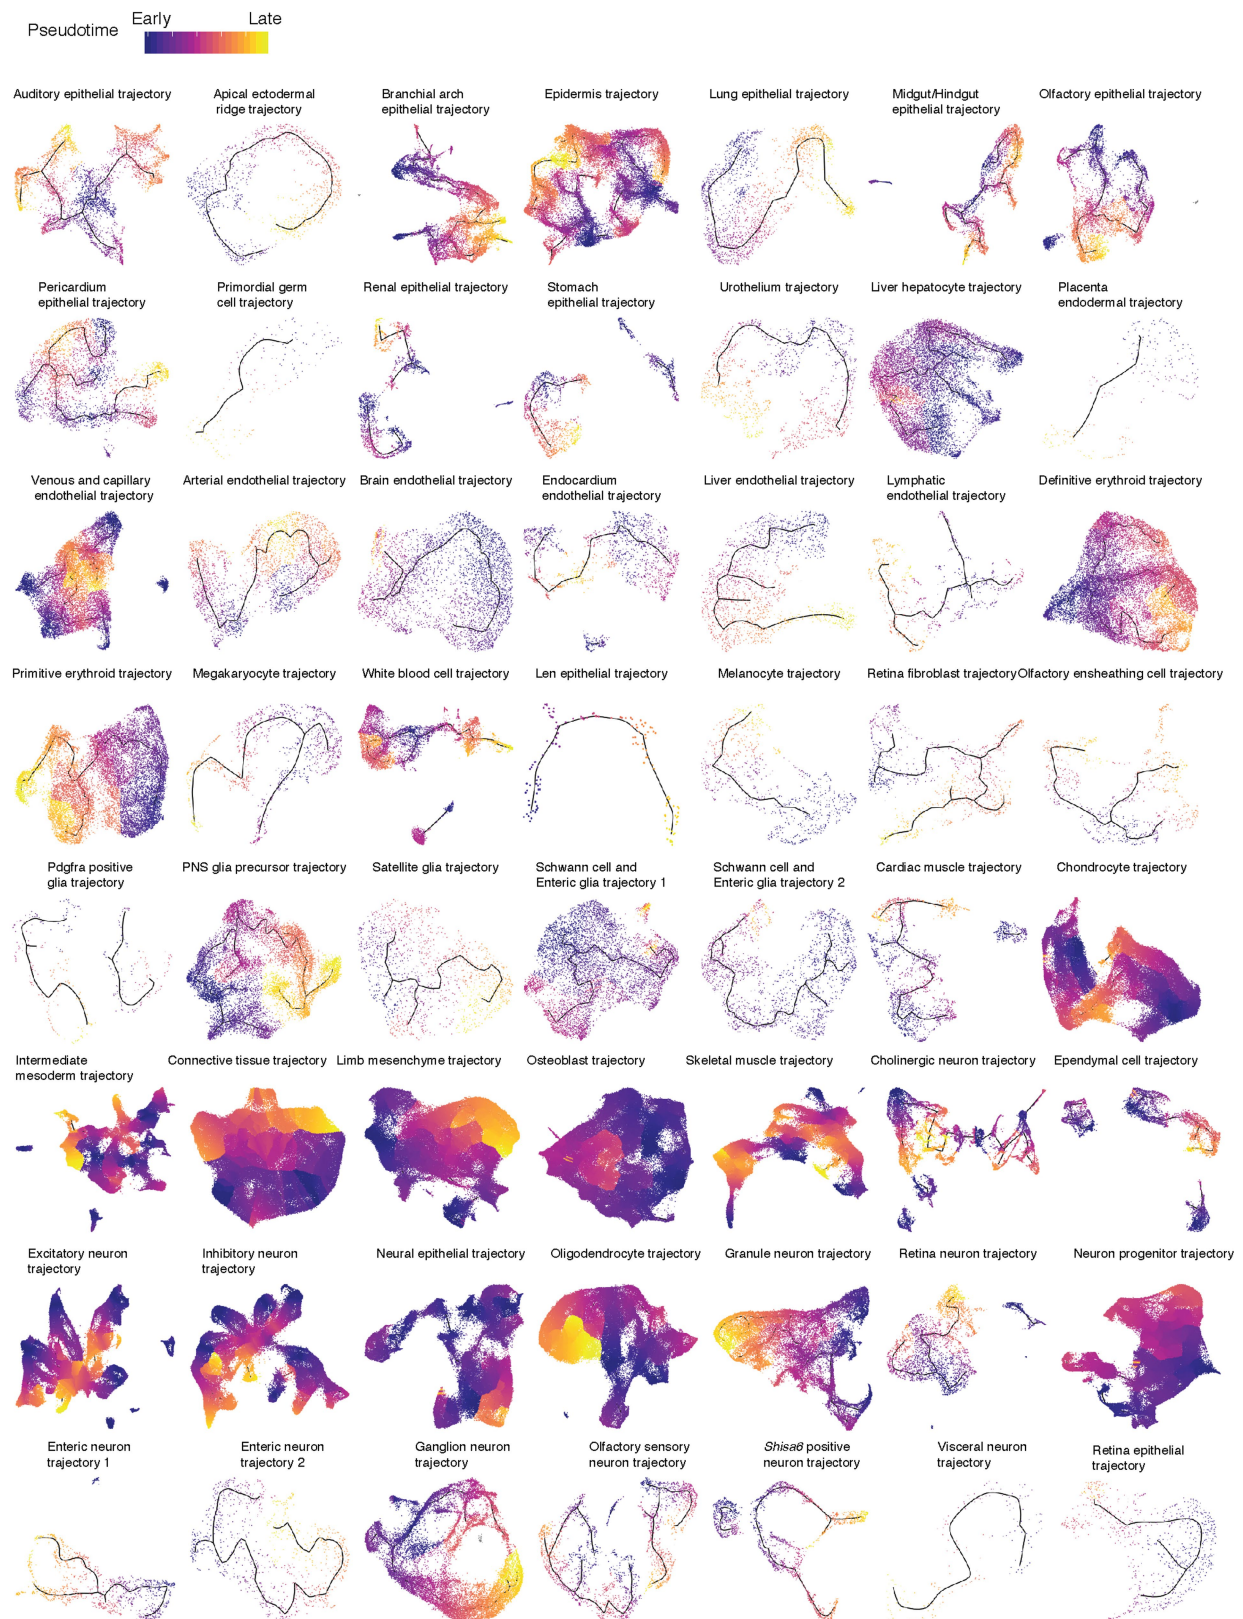 Early Late
Pseudotime
Auditory epithelial trajectory
Apical ectodermal
ridge trajectory
Branchial arch
epithelial trajectory
Epidermis trajectory
Lung epithelial trajectory
Midgut/Hindgut
epithelial trajectory
Olfactory epithelial trajectory
Pericardium
epithelial trajectory
Primordial germ
cell trajectory
Renal epithelial trajectory
Stomach
epithelial trajectory
Urothelium trajectory
Liver hepatocyte trajectory
Placenta
endodermal trajectory
Venous and capillary
endothelial trajectory
Arterial endothelial trajectory
Brain endothelial trajectory
Endocardium
endothelial trajectory
Liver endothelial trajectory
Lymphatic
endothelial trajectory
Definitive erythroid trajectory
Primitive erythroid trajectory
Megakaryocyte trajectory
White blood cell trajectory
Len epithelial trajectory
Melanocyte trajectory
Retina fibroblast trajectory
Olfactory ensheathing cell trajectory
Pdgfra positive
glia trajectory
PNS glia precursor trajectory
Satellite glia trajectory
Schwann cell and
Enteric glia trajectory 1
Schwann cell and
Enteric glia trajectory 2
Cardiac muscle trajectory
Chondrocyte trajectory
Intermediate
mesoderm trajectory
Connective tissue trajectory
Limb mesenchyme trajectory
Osteoblast trajectory
Skeletal muscle trajectory
Cholinergic neuron trajectory
Ependymal cell trajectory
Excitatory neuron
trajectory
Inhibitory neuron
trajectory
Neural epithelial trajectory
Oligodendrocyte trajectory
Granule neuron trajectory
Retina neuron trajectory
Neuron progenitor trajectory
Enteric neuron
trajectory 1
Enteric neuron
trajectory 2
Ganglion neuron
trajectory
Olfactory sensory
neuron trajectory
Shisa6 positive
neuron trajectory
Visceral neuron
trajectory
Retina epithelial
trajectory